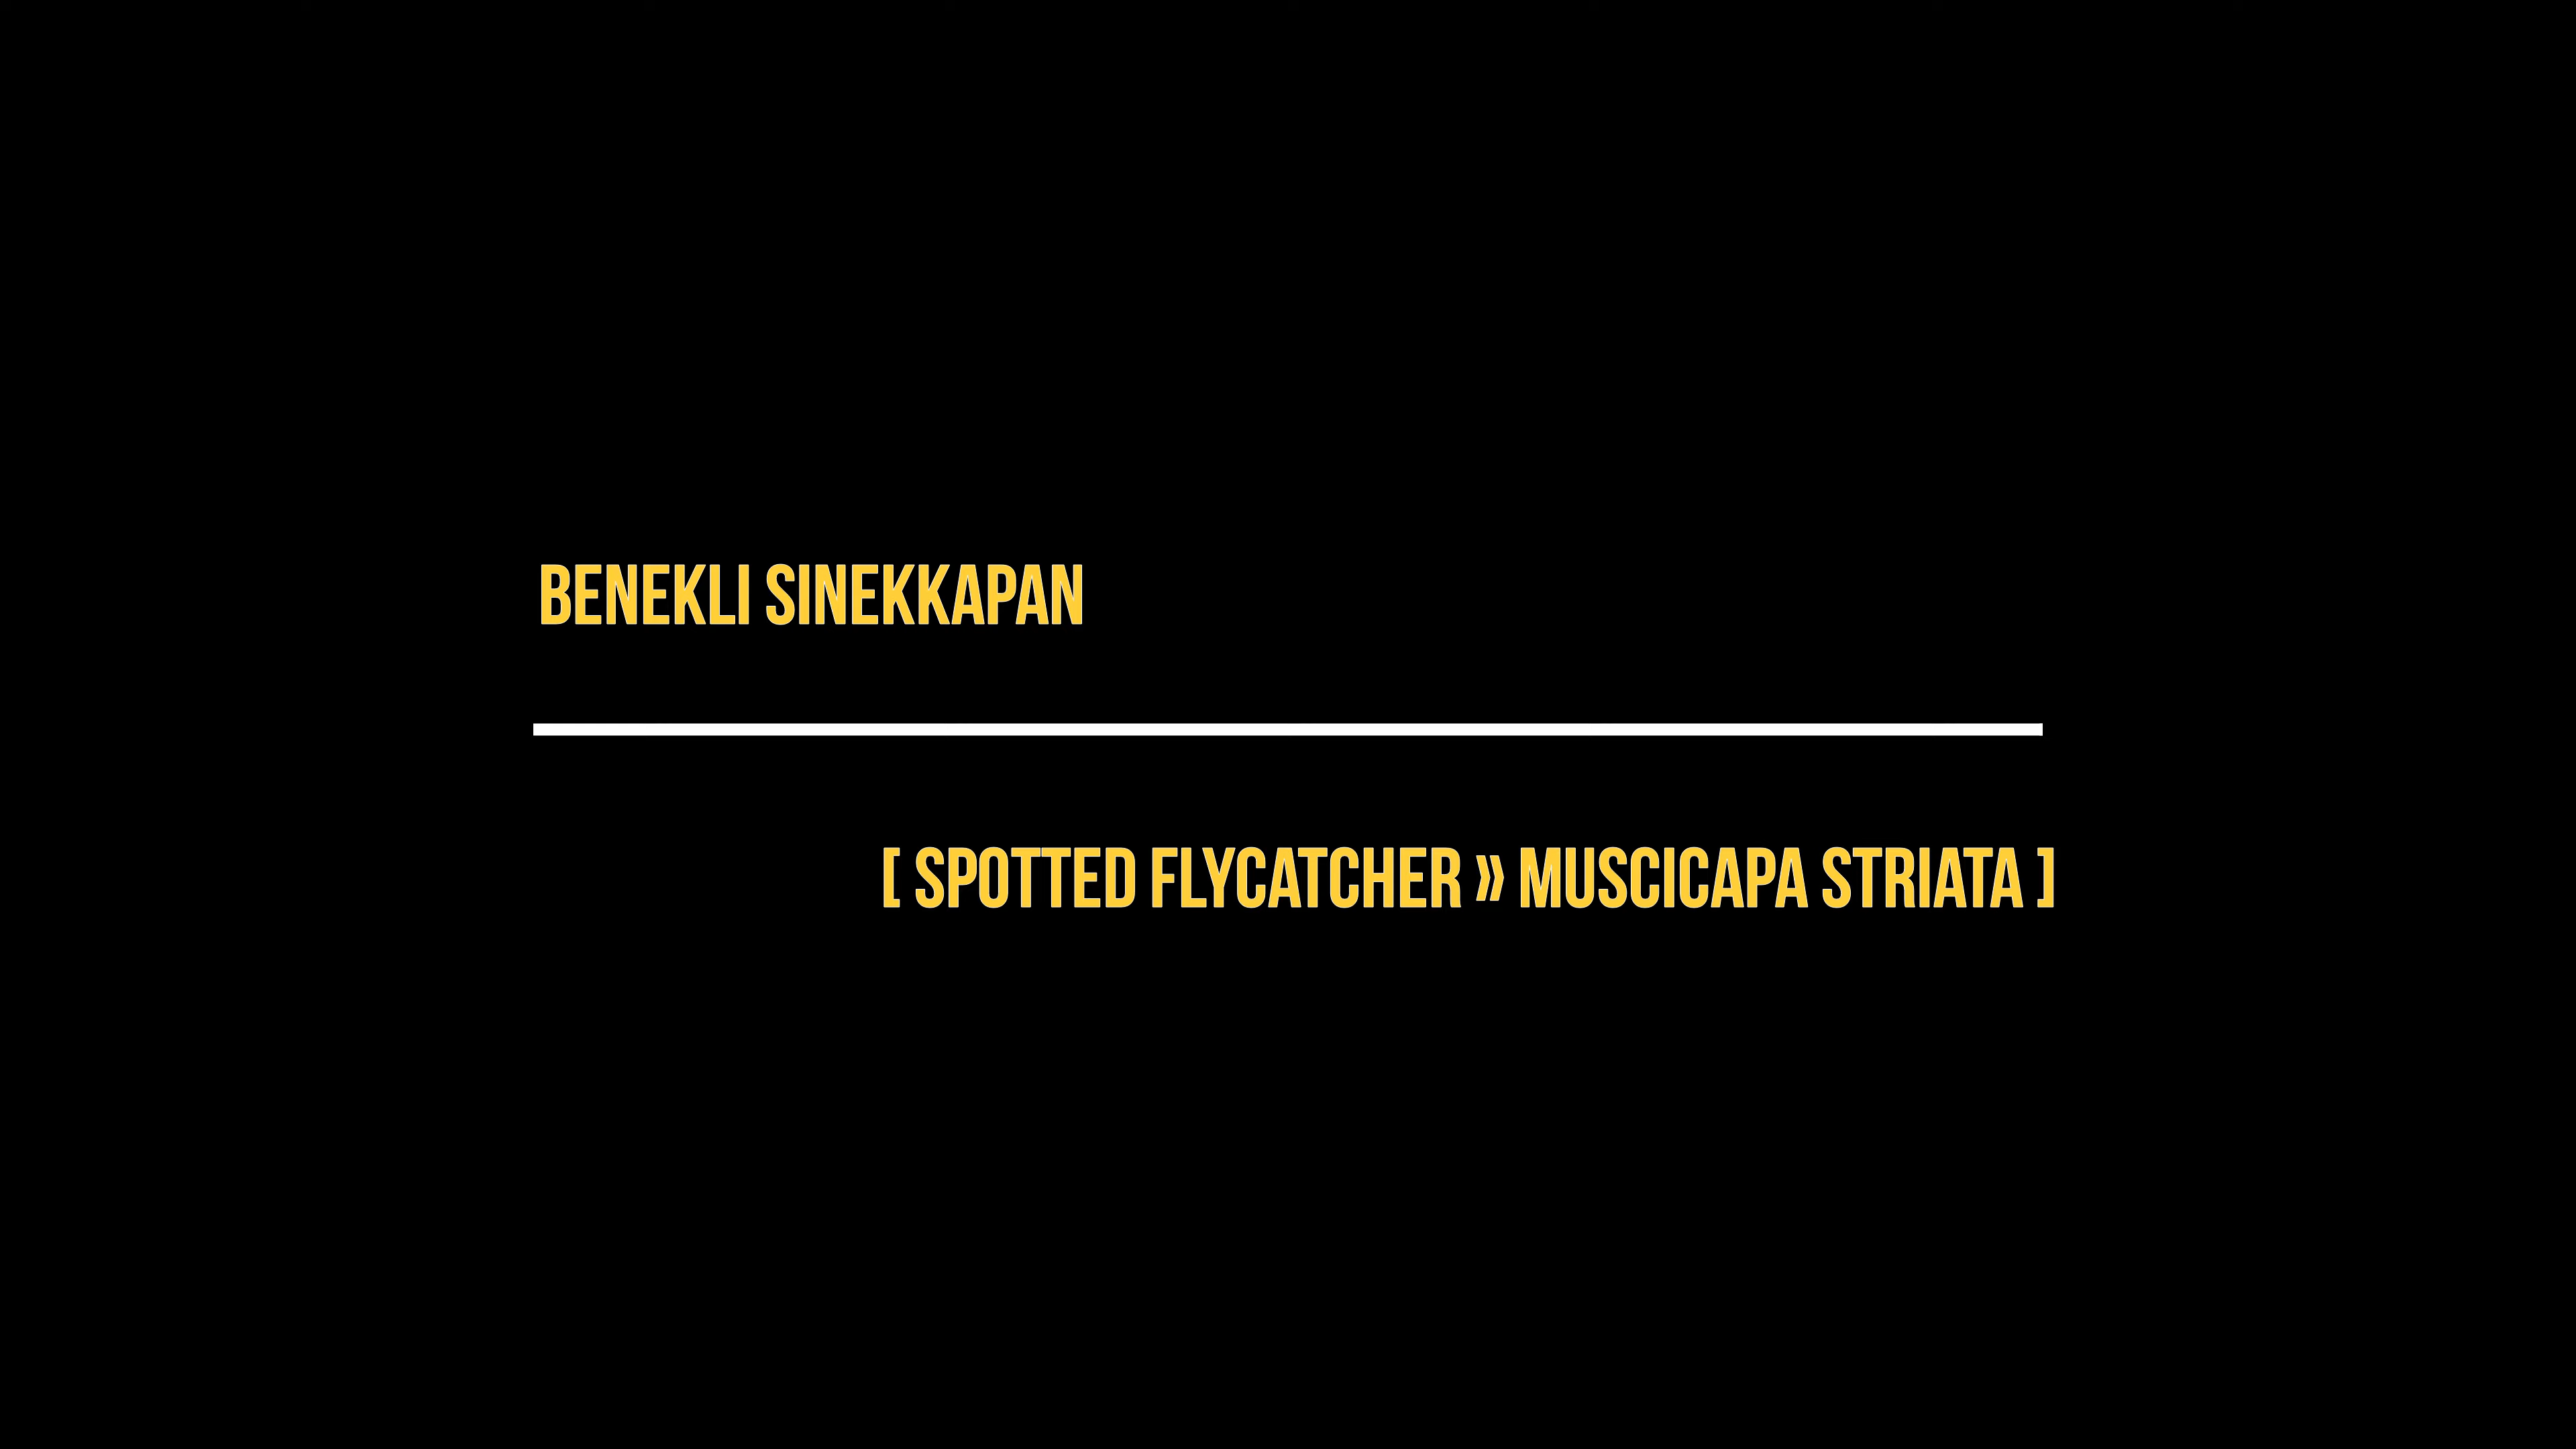 BENEKLI SINEKKAPAN
[ SPOTTED FLYCATCHER » MUSCICAPA STRIATA ]